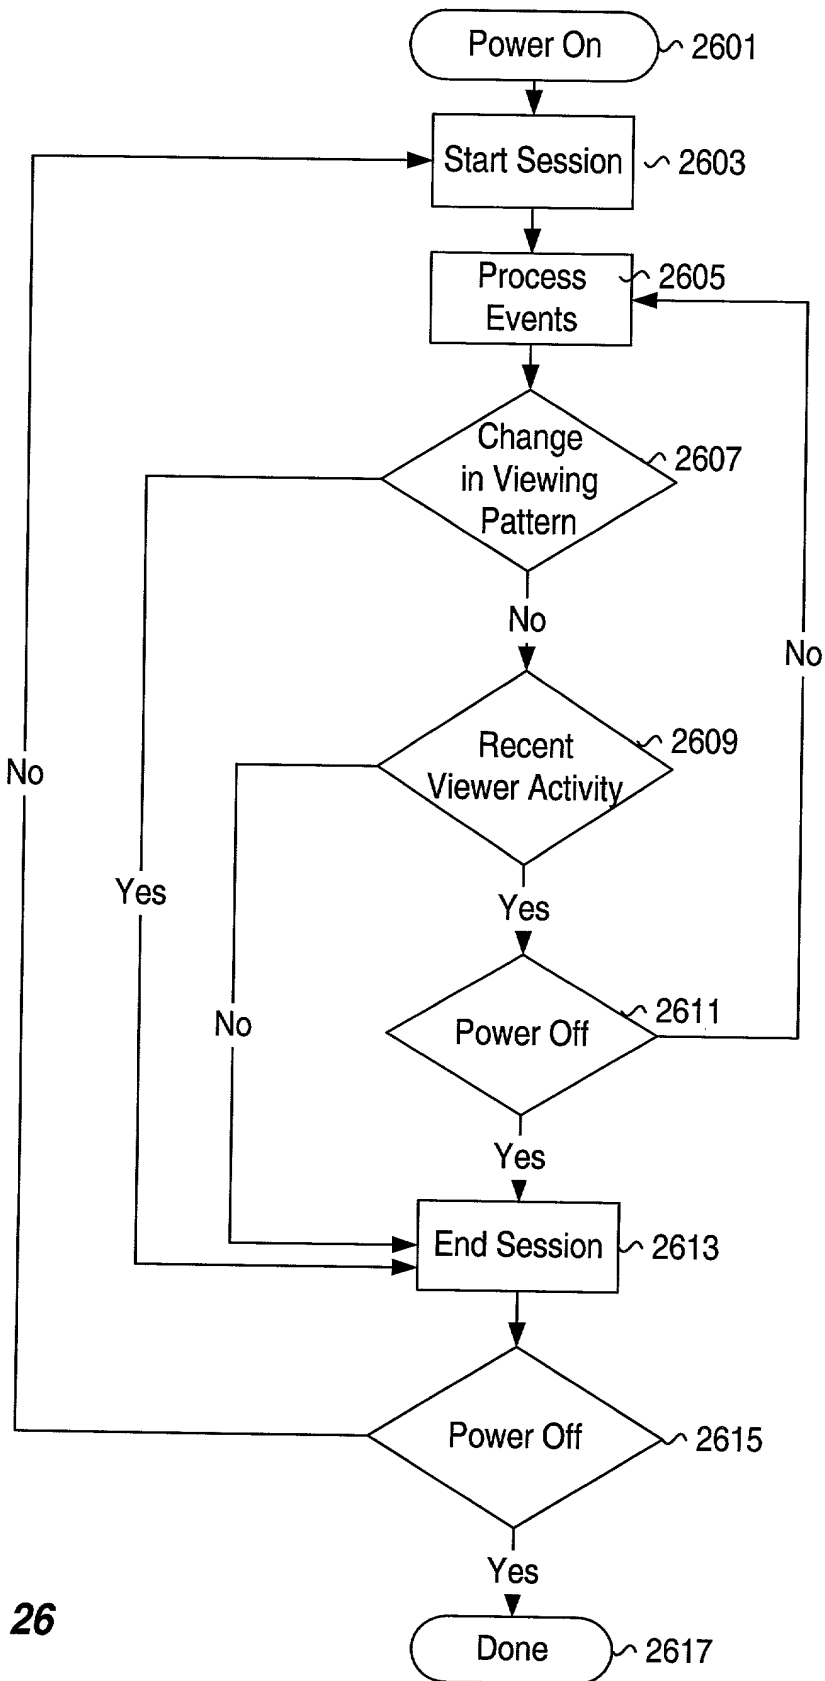 Power On
2601
Start Session
2603
Process
Events
2605
Change
in Viewing
Pattern
2607
No
No
Recent
Viewer Activity
2609
No
Yes
Yes
No
Power Off
2611
Yes
End Session
2613
Power Off
2615
Yes
26
Done
2617